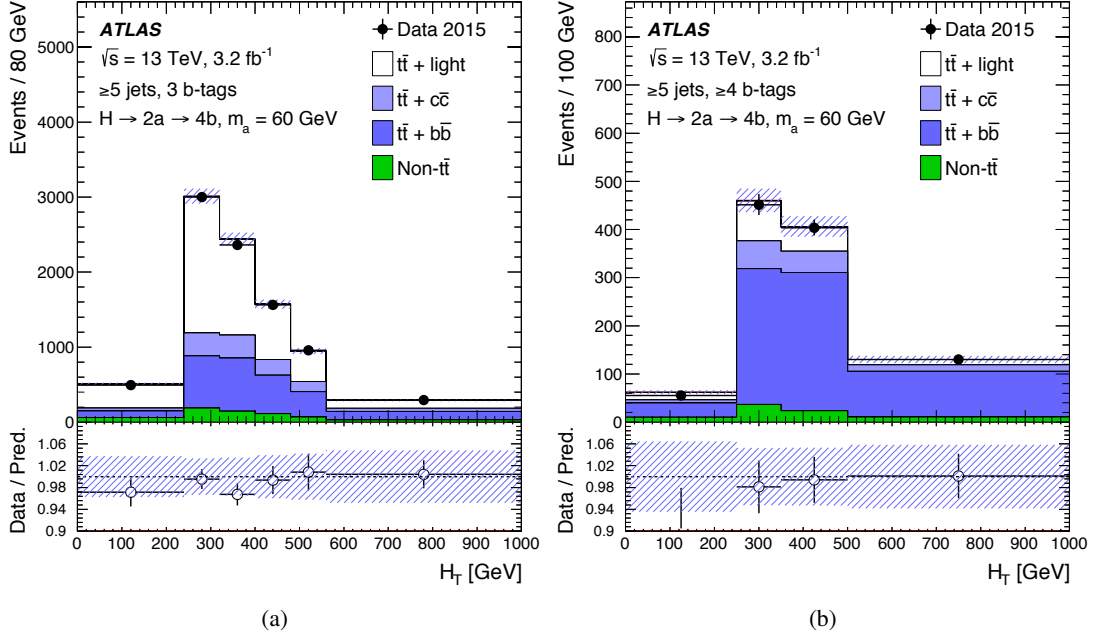 Events / 80 GeV
5000
4000
3000
2000
1000
0
ATLAS
√s = 13 TeV, 3.2 fb⁻¹
≥5 jets, 3 b-tags
H → 2a → 4b, mₐ = 60 GeV
Data 2015
tt̄ + light
tt̄ + cc̄
tt̄ + bb̄
Non-tt̄
Data / Pred.
1.06
1.02
0.98
0.94
0.9
0 100 200 300 400 500 600 700 800 900 1000
H_T [GeV]
(a)
Events / 100 GeV
800
700
600
500
400
300
200
100
0
ATLAS
√s = 13 TeV, 3.2 fb⁻¹
≥5 jets, ≥4 b-tags
H → 2a → 4b, mₐ = 60 GeV
Data 2015
tt̄ + light
tt̄ + cc̄
tt̄ + bb̄
Non-tt̄
Data / Pred.
1.06
1.02
0.98
0.94
0.9
0 100 200 300 400 500 600 700 800 900 1000
H_T [GeV]
(b)